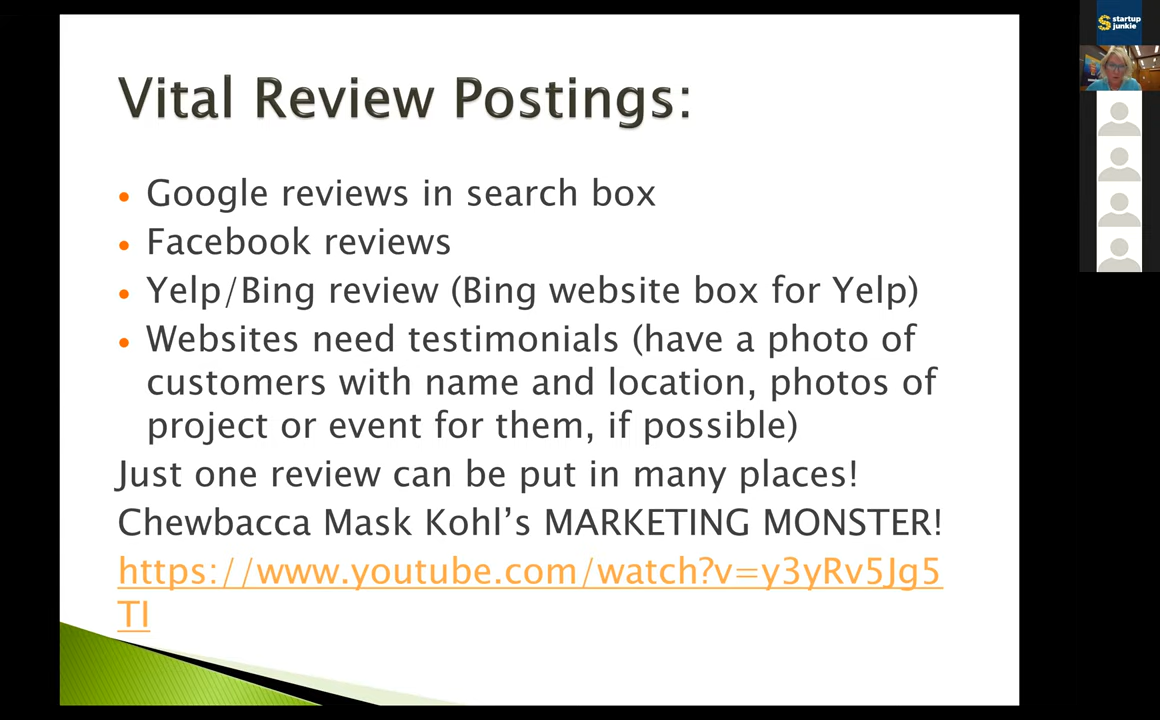 Vital Review Postings:
• Google reviews in search box
• Facebook reviews
• Yelp/Bing review (Bing website box for Yelp)
• Websites need testimonials (have a photo of
customers with name and location, photos of
project or event for them, if possible)
Just one review can be put in many places!
Chewbacca Mask Kohl’s MARKETING MONSTER!
https://www.youtube.com/watch?v=y3yRv5Jg5
TI
startup
junkie